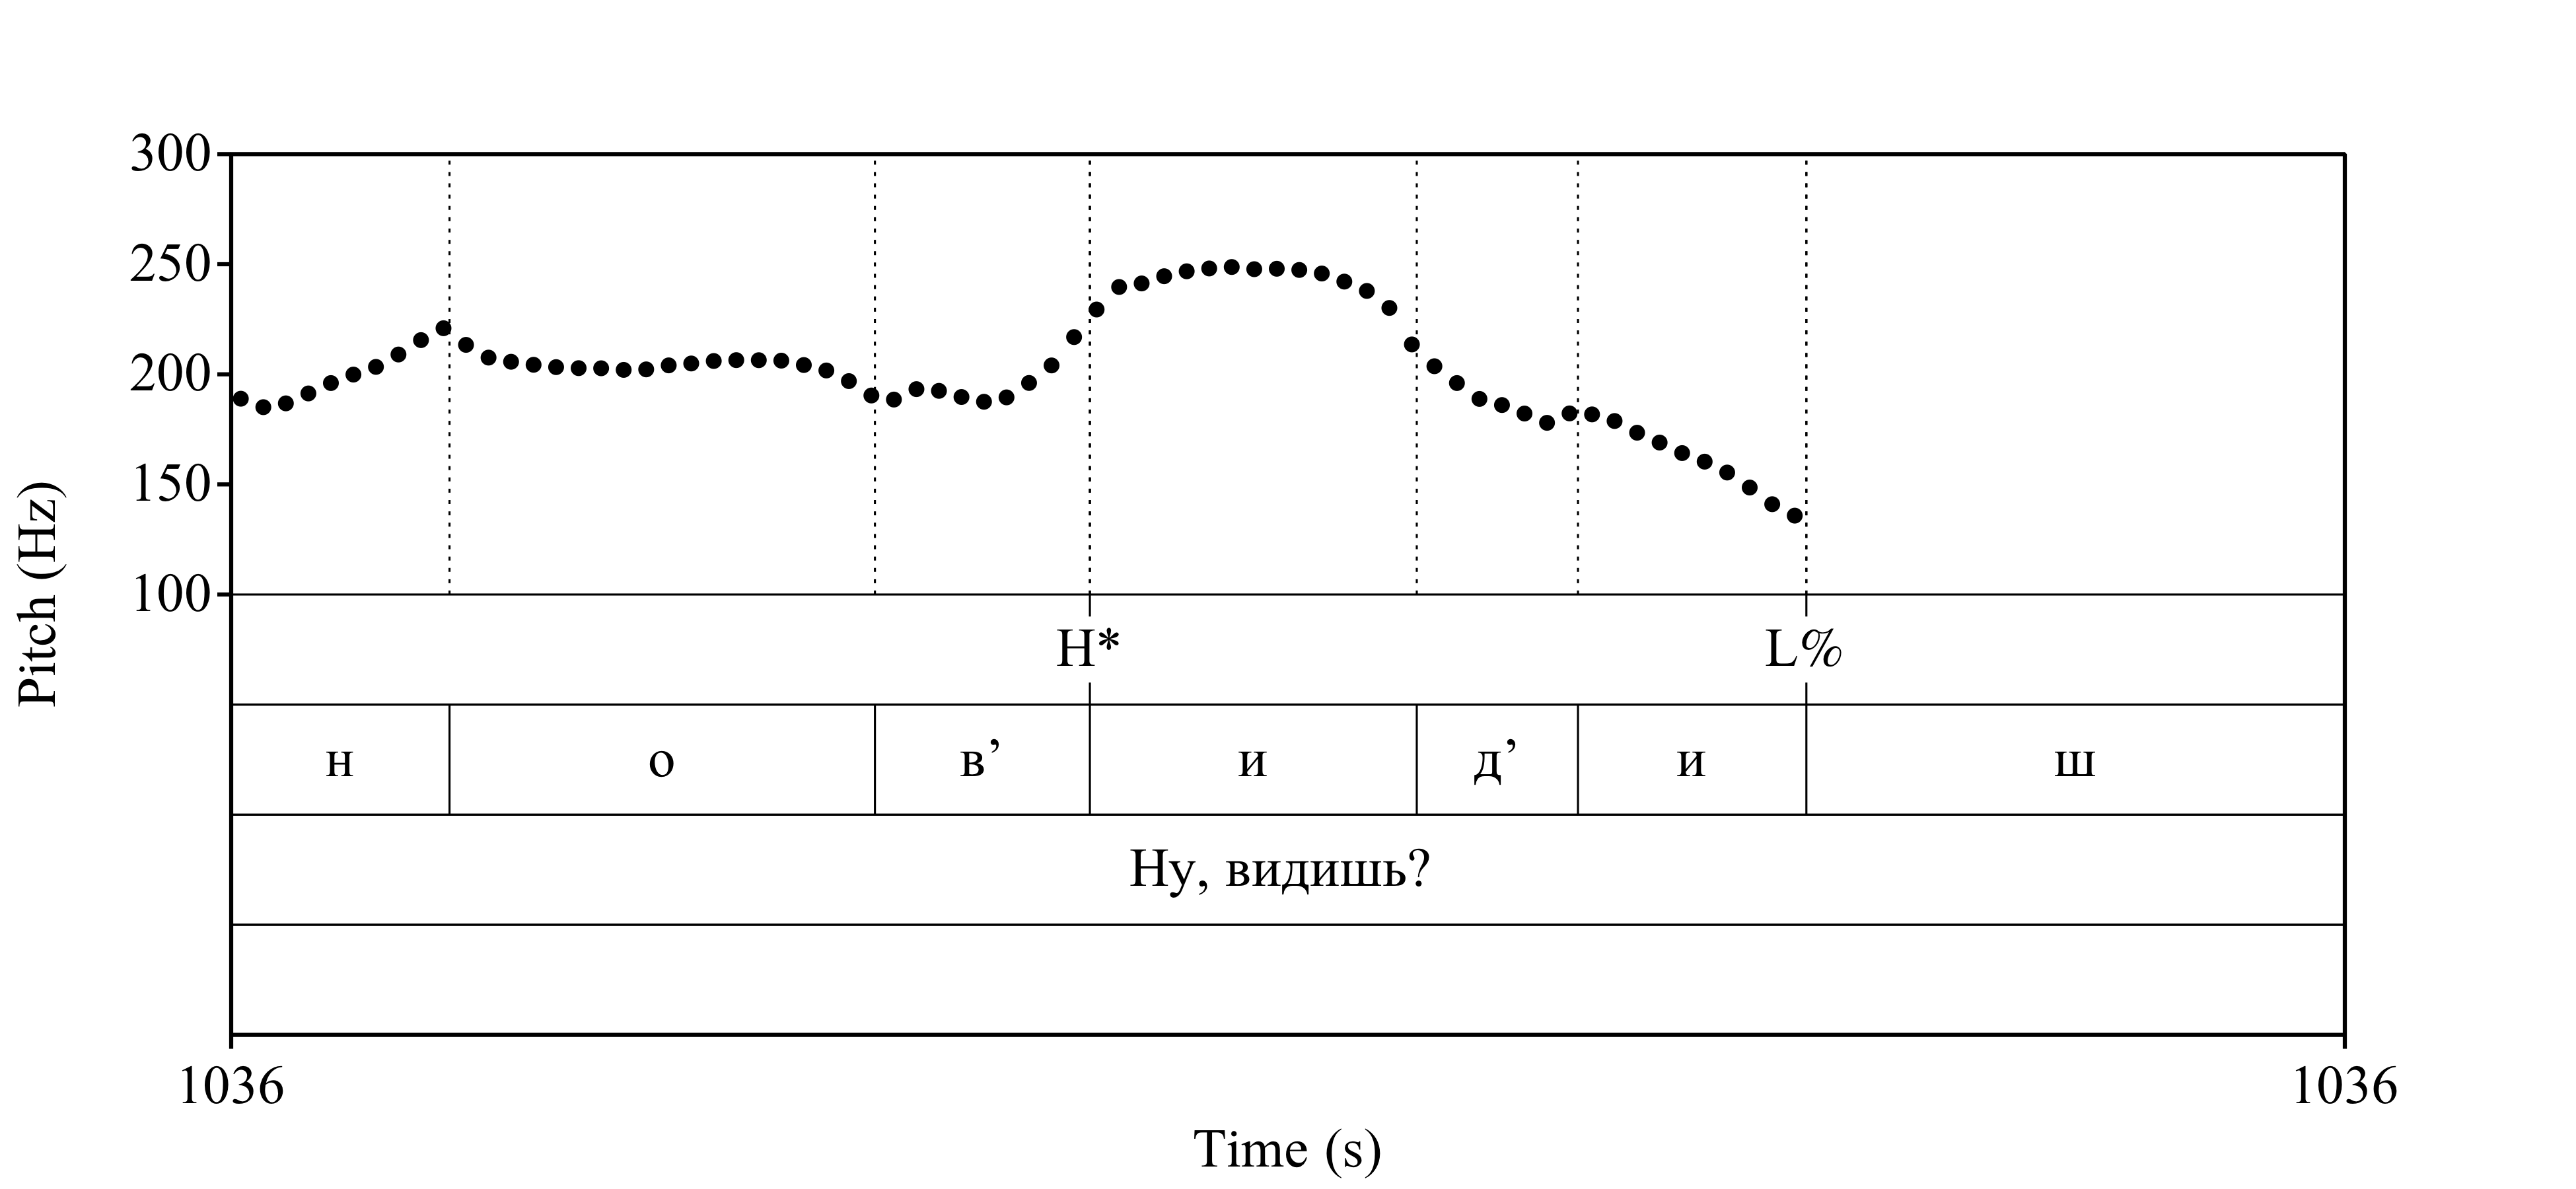 300
250
200
150
100
Pitch (Hz)
H* L%
н о в’ и д’ и ш
Ну, видишь?
1036 1036
Time (s)